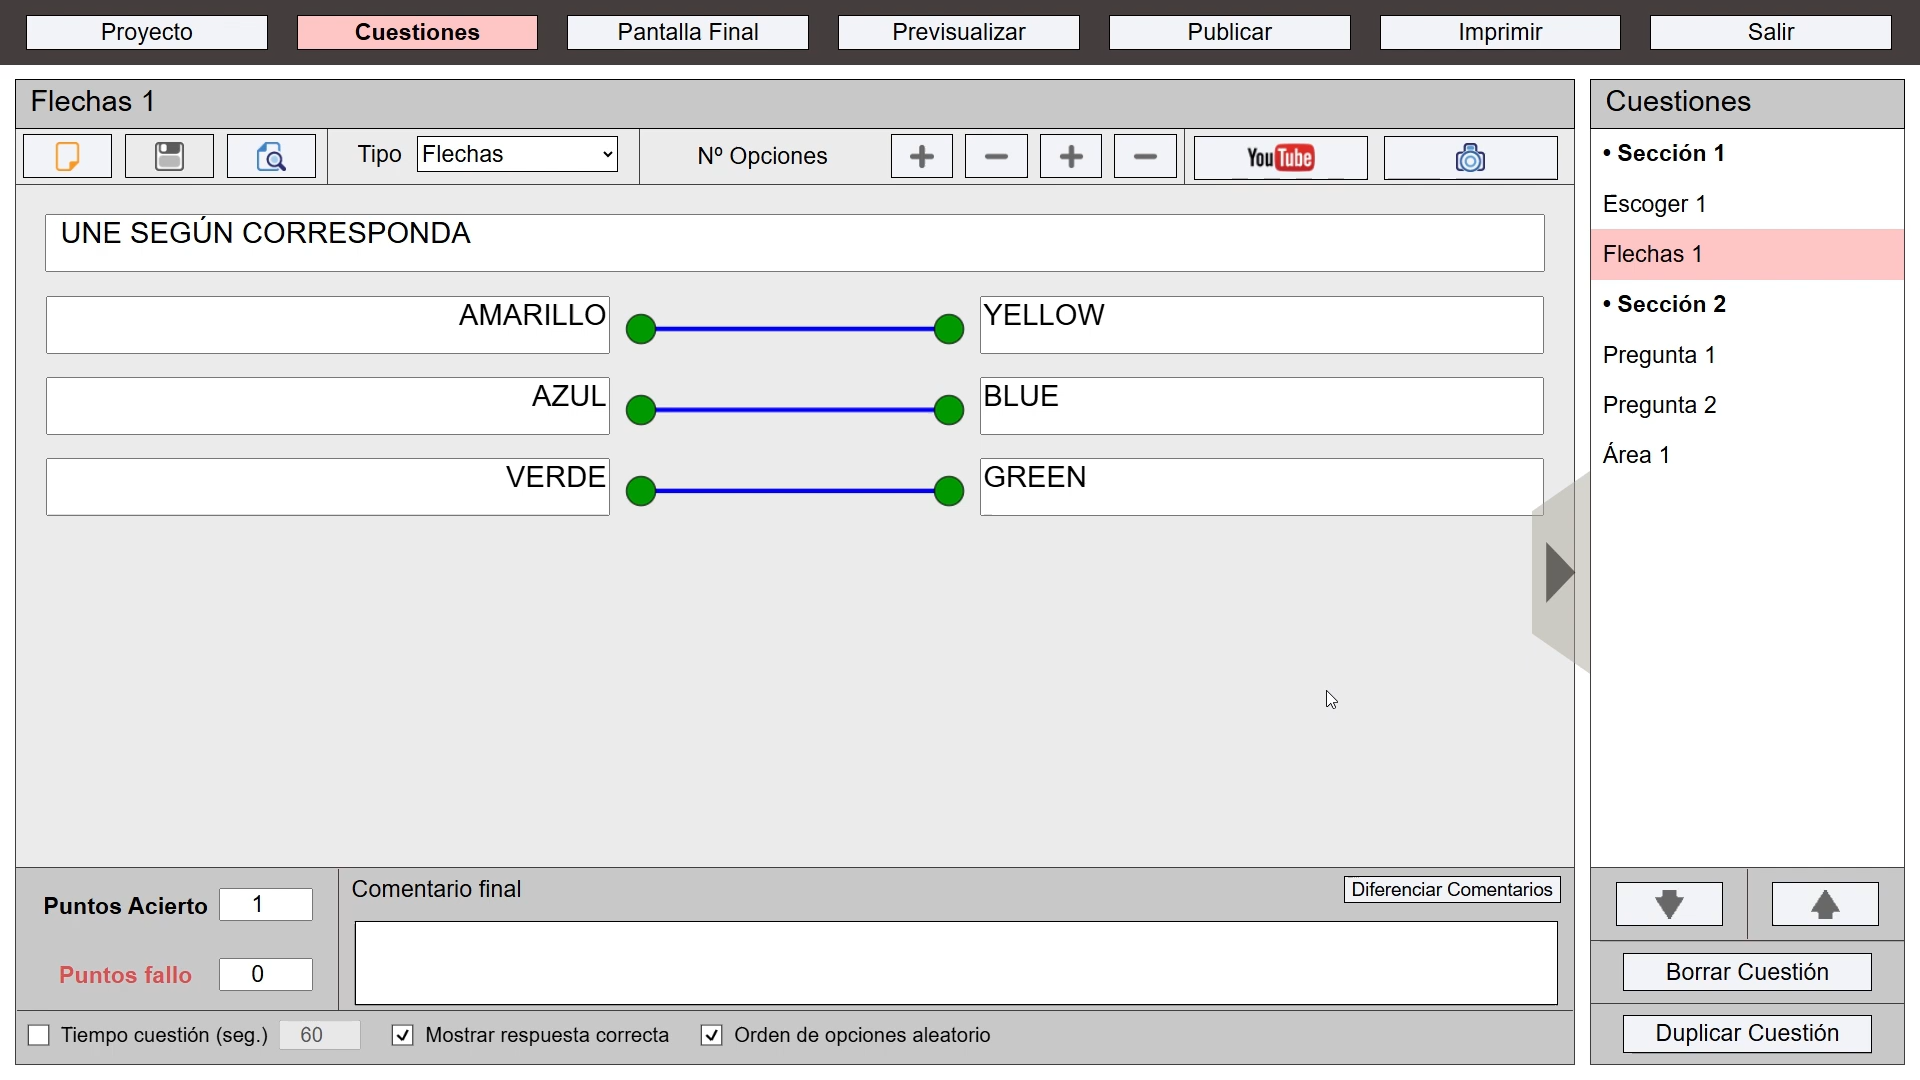 Proyecto
Cuestiones
Pantalla Final
Previsualizar
Publicar
Imprimir
Salir
Flechas 1
Tipo
Flechas
Nº Opciones
YouTube
UNE SEGÚN CORRESPONDA
AMARILLO
YELLOW
AZUL
BLUE
VERDE
GREEN
Cuestiones
• Sección 1
Escoger 1
Flechas 1
• Sección 2
Pregunta 1
Pregunta 2
Área 1
Puntos Acierto
1
Puntos fallo
0
Comentario final
Diferenciar Comentarios
Tiempo cuestión (seg.)
60
Mostrar respuesta correcta
Orden de opciones aleatorio
Borrar Cuestión
Duplicar Cuestión